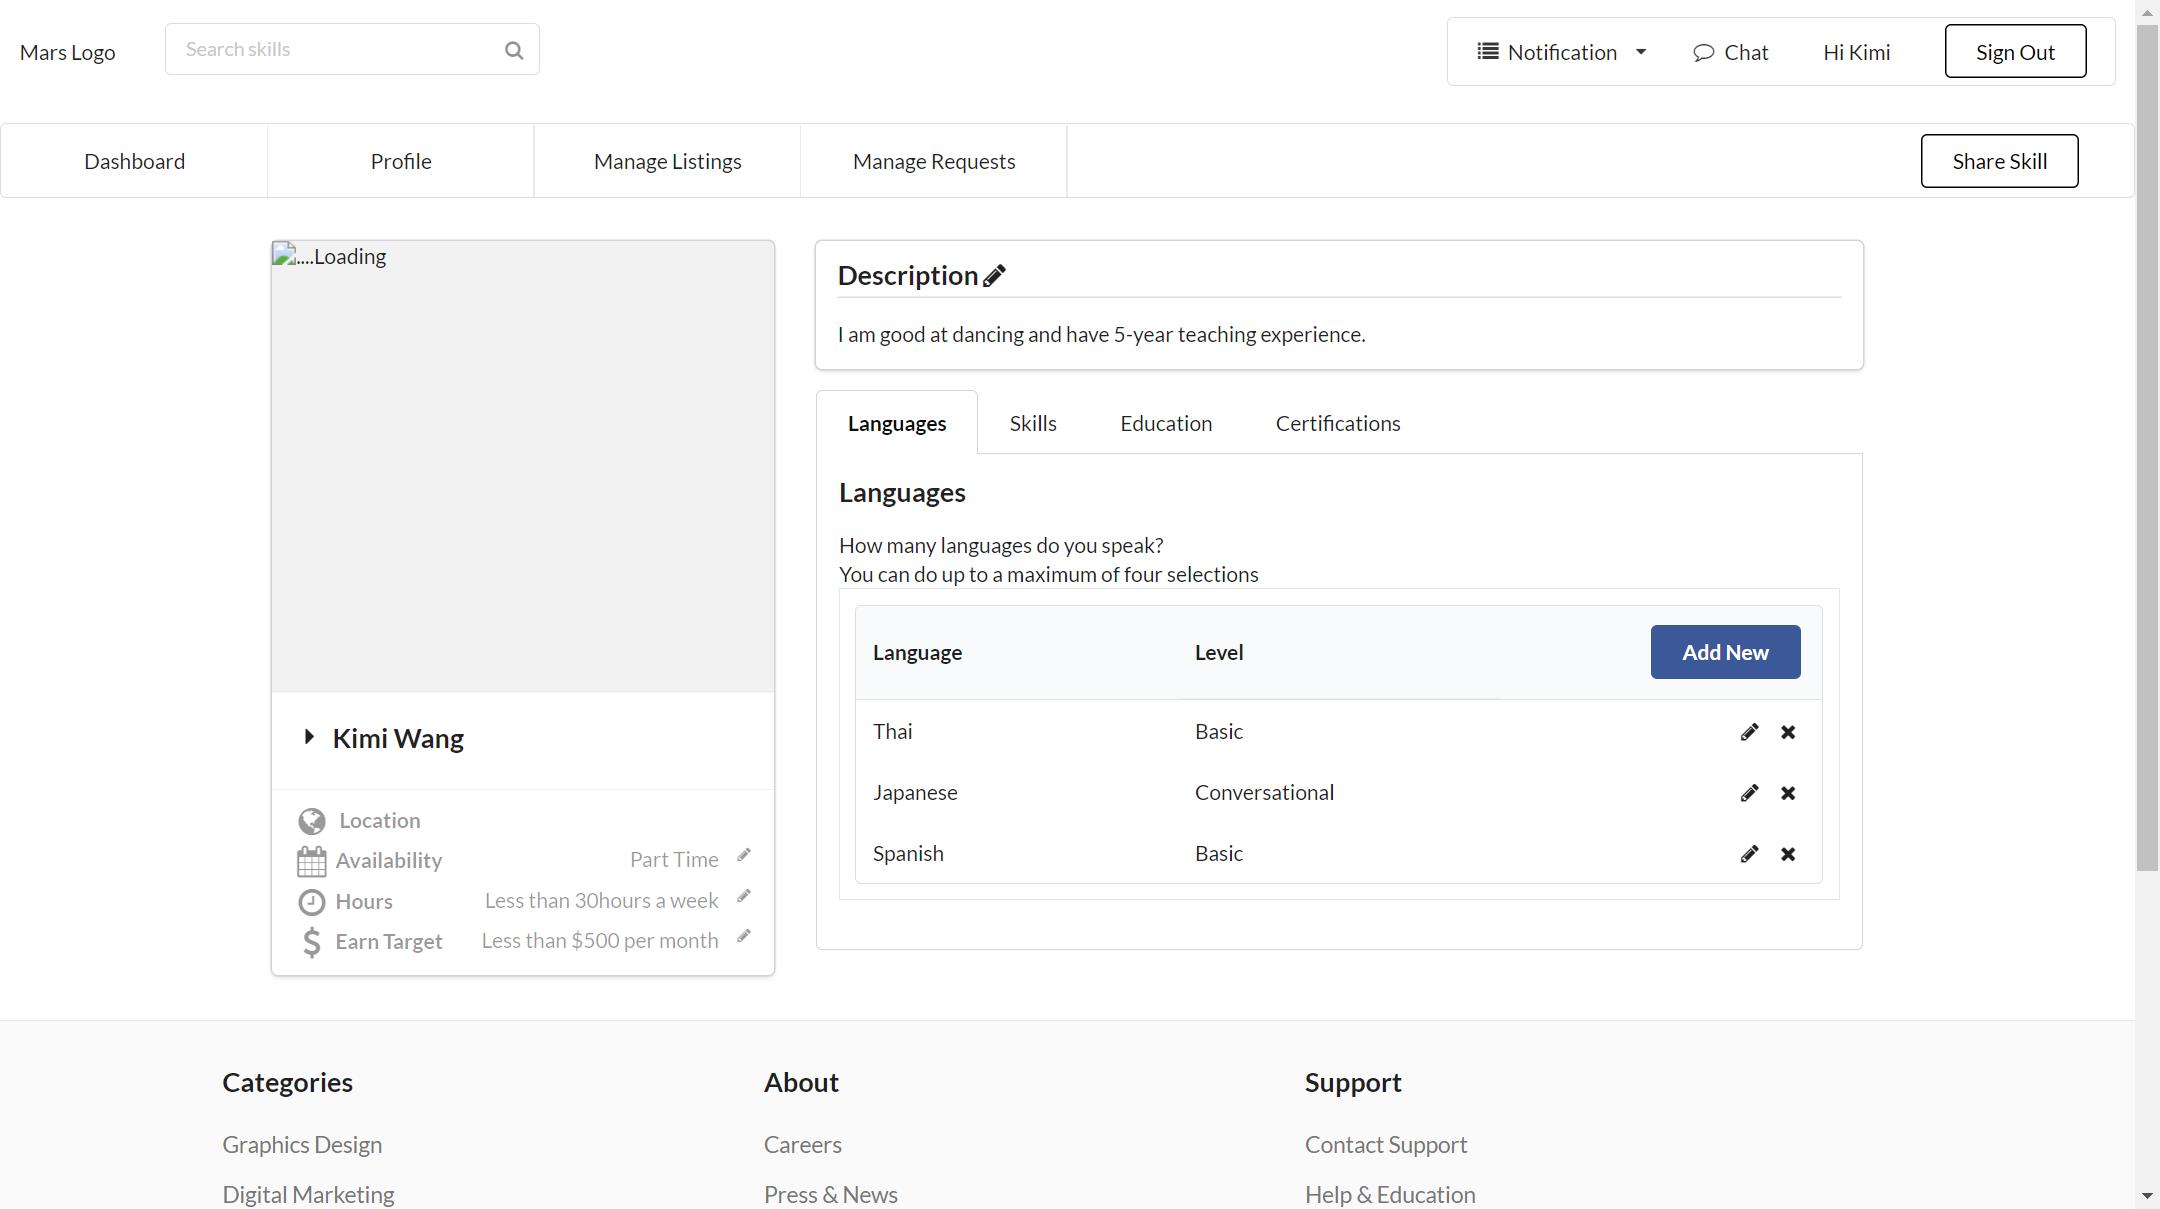 Mars Logo
Search skills
Notification
Chat
Hi Kimi
Sign Out
Dashboard
Profile
Manage Listings
Manage Requests
Share Skill
....Loading
Kimi Wang
Location
Availability
Part Time
Hours
Less than 30hours a week
Earn Target
Less than $500 per month
Description
I am good at dancing and have 5-year teaching experience.
Languages
Skills
Education
Certifications
Languages
How many languages do you speak?
You can do up to a maximum of four selections
Language
Level
Add New
Thai
Basic
Japanese
Conversational
Spanish
Basic
Categories
Graphics Design
Digital Marketing
About
Careers
Press & News
Support
Contact Support
Help & Education